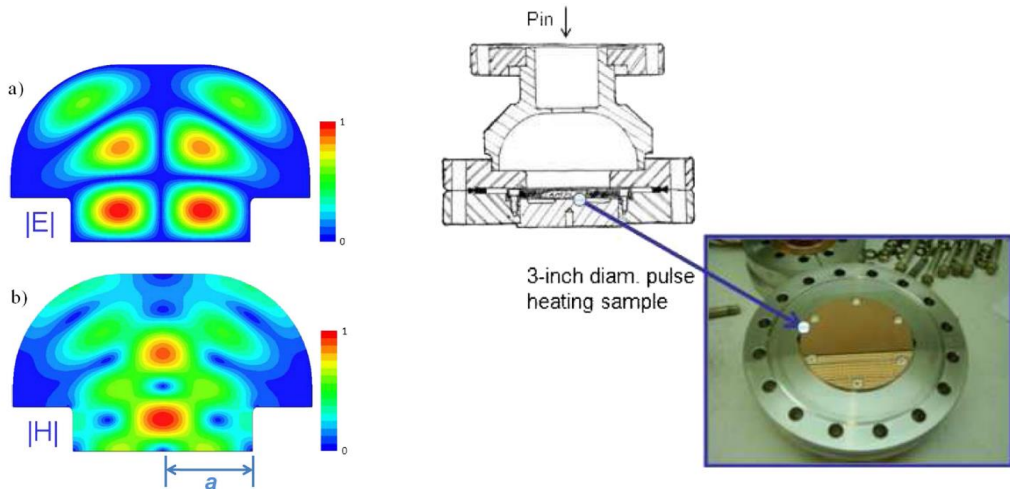 a)
|E|
1
0
b)
|H|
1
0
a
Pin
3-inch diam. pulse
heating sample